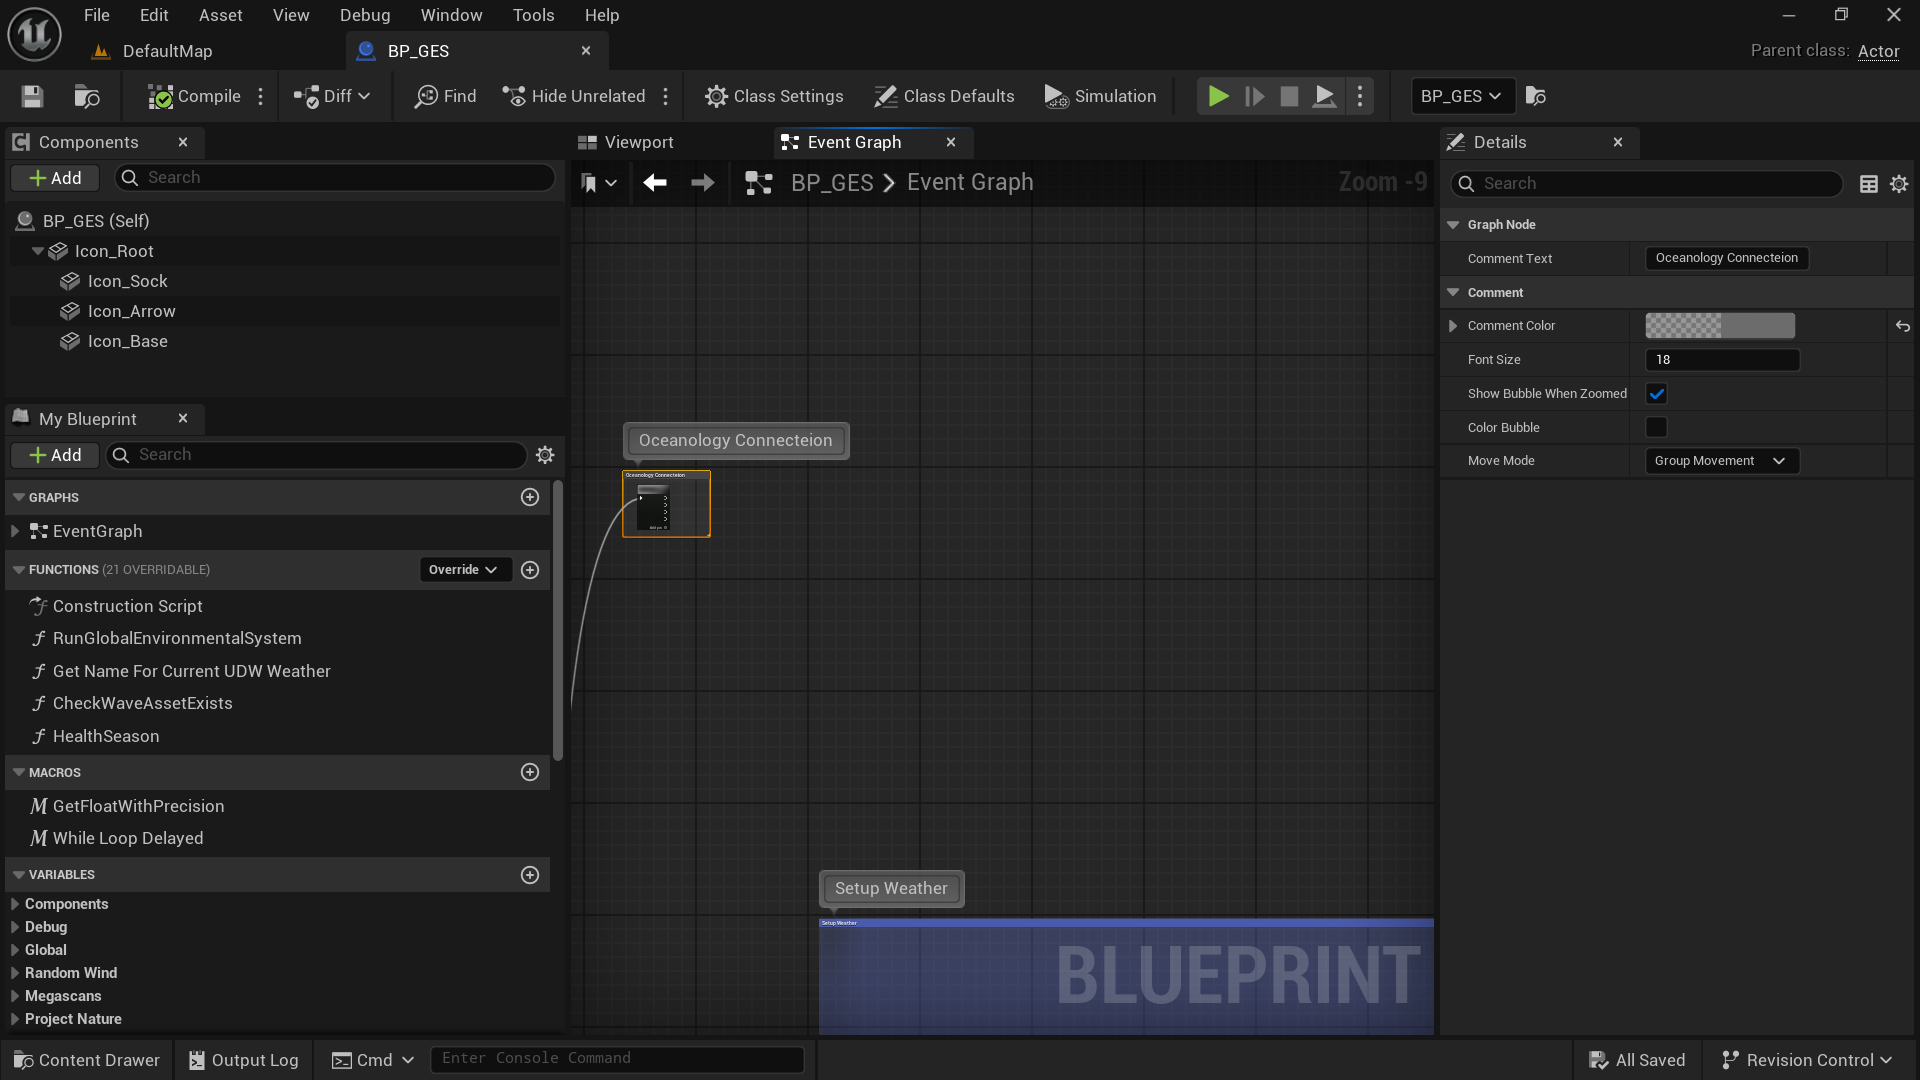 File Edit Asset View Debug Window Tools Help
DefaultMap
BP_GES
Parent class: Actor
Compile
Diff
Find
Hide Unrelated
Class Settings
Class Defaults
Simulation
BP_GES
Components
Viewport
Event Graph
Details
Add
Search
BP_GES > Event Graph
Zoom -9
Search
BP_GES (Self)
Icon_Root
Icon_Sock
Icon_Arrow
Icon_Base
Graph Node
Comment Text
Oceanology Connecteion
Comment
Comment Color
Font Size
18
Show Bubble When Zoomed
Color Bubble
Move Mode
Group Movement
My Blueprint
Add
Search
GRAPHS
EventGraph
FUNCTIONS (21 OVERRIDABLE)
Override
Construction Script
RunGlobalEnvironmentalSystem
Get Name For Current UDW Weather
CheckWaveAssetExists
HealthSeason
MACROS
GetFloatWithPrecision
While Loop Delayed
VARIABLES
Components
Debug
Global
Random Wind
Megascans
Project Nature
Oceanology Connecteion
Oceanology Connecteion
Add pin
Setup Weather
Setup Weather
BLUEPRINT
Content Drawer
Output Log
Cmd
Enter Console Command
All Saved
Revision Control